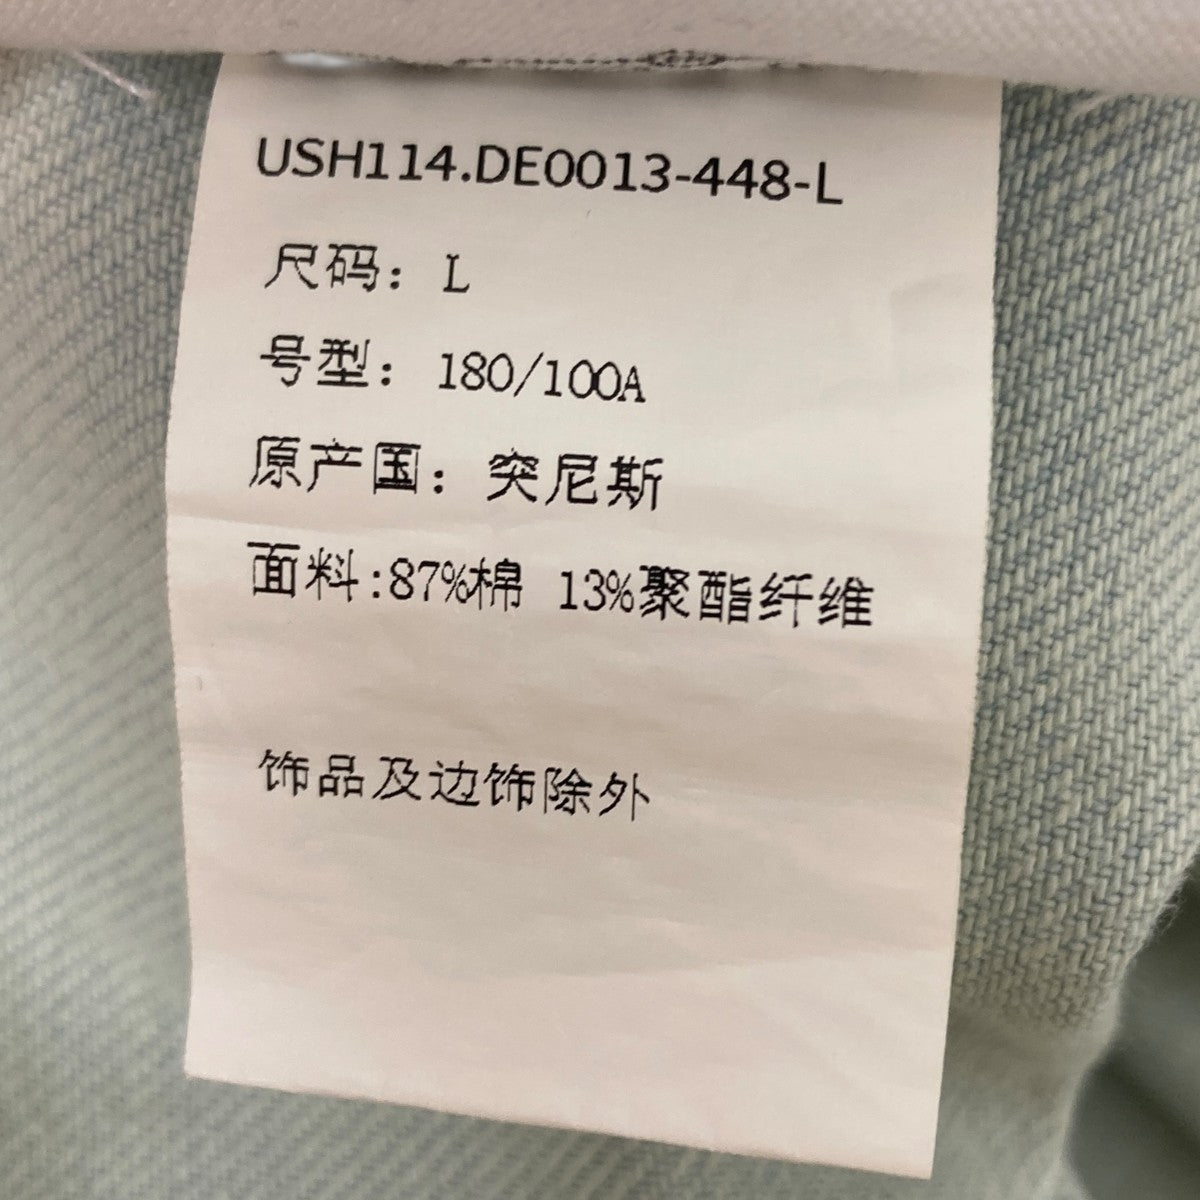 USH114.DE0013-448-L
尺码：L
号型：180/100A
原产国：突尼斯
面料:87%棉 13%聚酯纤维
饰品及边饰除外